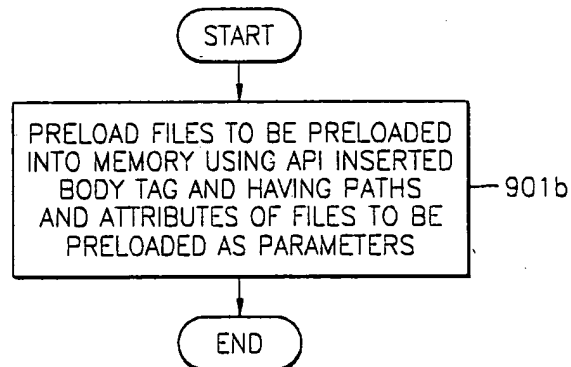 START
PRELOAD FILES TO BE PRELOADED
INTO MEMORY USING API INSERTED
BODY TAG AND HAVING PATHS
AND ATTRIBUTES OF FILES TO BE
PRELOADED AS PARAMETERS
901b
END